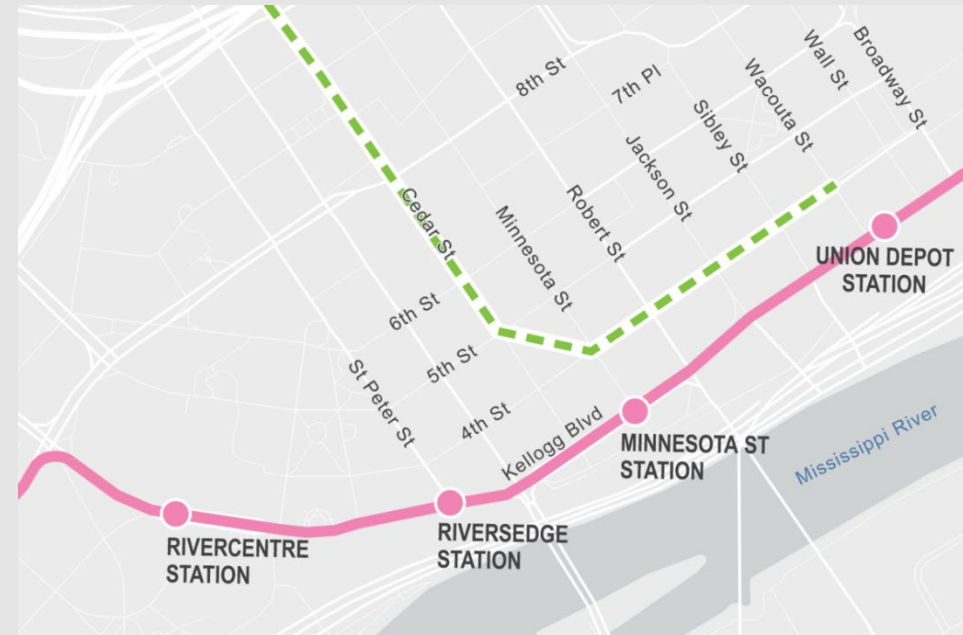 Broadway St
Wall St
Wacouta St
8th St
7th Pl
Sibley St
Jackson St
Robert St
Cedar St
Minnesota St
UNION DEPOT
STATION
6th St
5th St
St Peter St
4th St
Kellogg Blvd
MINNESOTA ST
STATION
Mississippi River
RIVERSEDGE
STATION
RIVERCENTRE
STATION